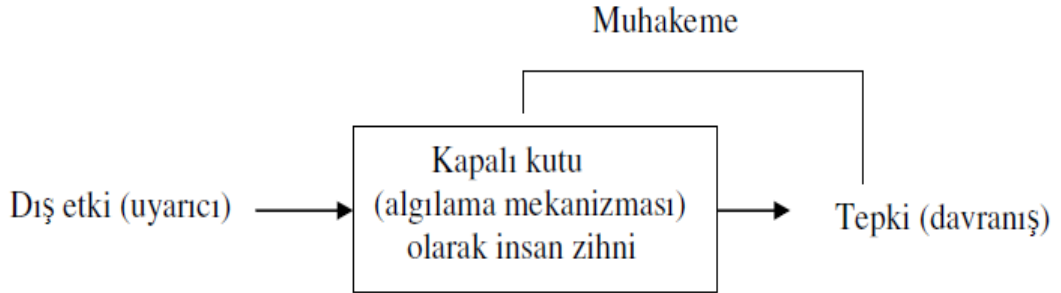 Muhakeme
Kapalı kutu
Dış etki (uyarıcı)
(algılama mekanizması)
olarak insan zihni
Tepki (davranış)